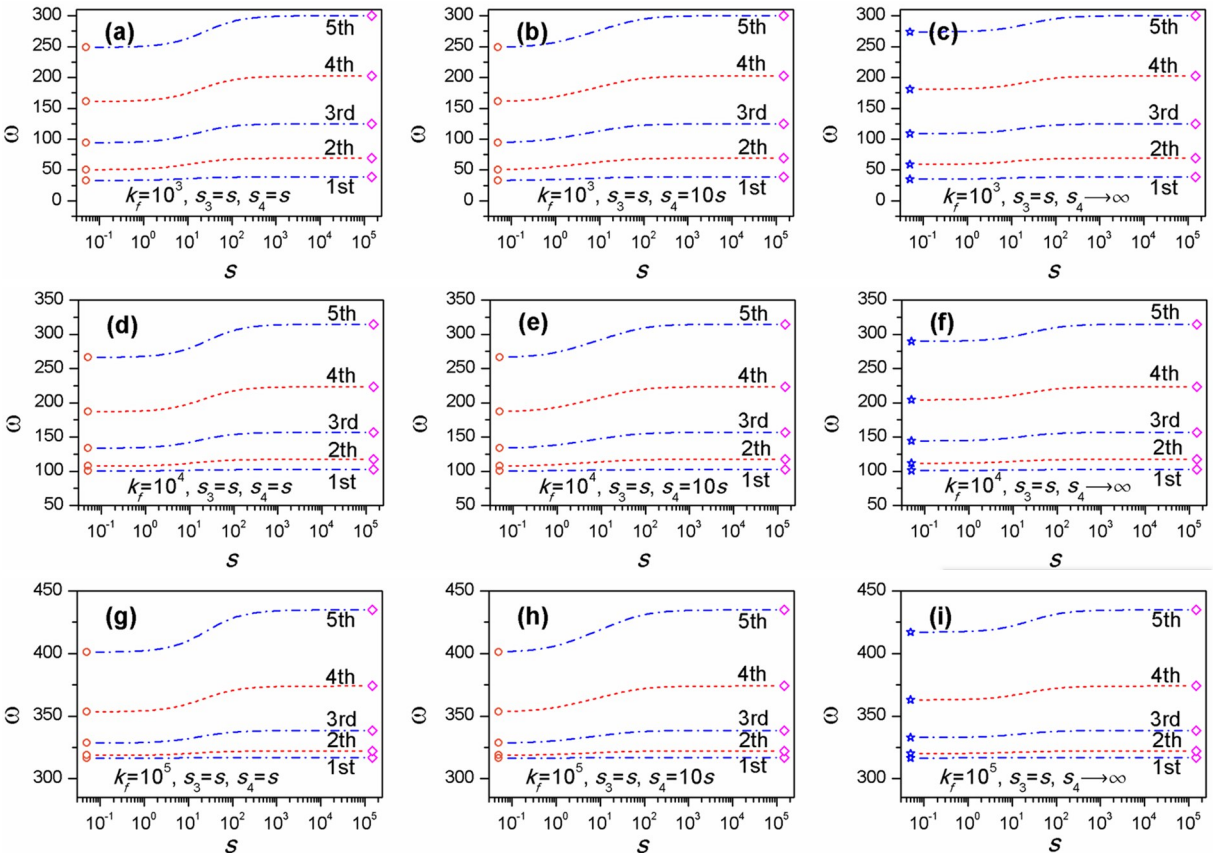 (a)
300
250
200
150
100
50
0
ω
5th
4th
3rd
2th
1st
k_f=10^3, s_3=s, s_4=s
10^-1 10^0 10^1 10^2 10^3 10^4 10^5
s
(b)
300
250
200
150
100
50
0
ω
5th
4th
3rd
2th
1st
k_f=10^3, s_3=s, s_4=10s
10^-1 10^0 10^1 10^2 10^3 10^4 10^5
s
(c)
300
250
200
150
100
50
0
ω
5th
4th
3rd
2th
1st
k_f=10^3, s_3=s, s_4→∞
10^-1 10^0 10^1 10^2 10^3 10^4 10^5
s
(d)
350
300
250
200
150
100
50
ω
5th
4th
3rd
2th
1st
k_f=10^4, s_3=s, s_4=s
10^-1 10^0 10^1 10^2 10^3 10^4 10^5
s
(e)
350
300
250
200
150
100
50
ω
5th
4th
3rd
2th
1st
k_f=10^4, s_3=s, s_4=10s
10^-1 10^0 10^1 10^2 10^3 10^4 10^5
s
(f)
350
300
250
200
150
100
50
ω
5th
4th
3rd
2th
1st
k_f=10^4, s_3=s, s_4→∞
10^-1 10^0 10^1 10^2 10^3 10^4 10^5
s
(g)
450
400
350
300
ω
5th
4th
3rd
2th
1st
k_f=10^5, s_3=s, s_4=s
10^-1 10^0 10^1 10^2 10^3 10^4 10^5
s
(h)
450
400
350
300
ω
5th
4th
3rd
2th
1st
k_f=10^5, s_3=s, s_4=10s
10^-1 10^0 10^1 10^2 10^3 10^4 10^5
s
(i)
450
400
350
300
ω
5th
4th
3rd
2th
1st
k_f=10^5, s_3=s, s_4→∞
10^-1 10^0 10^1 10^2 10^3 10^4 10^5
s